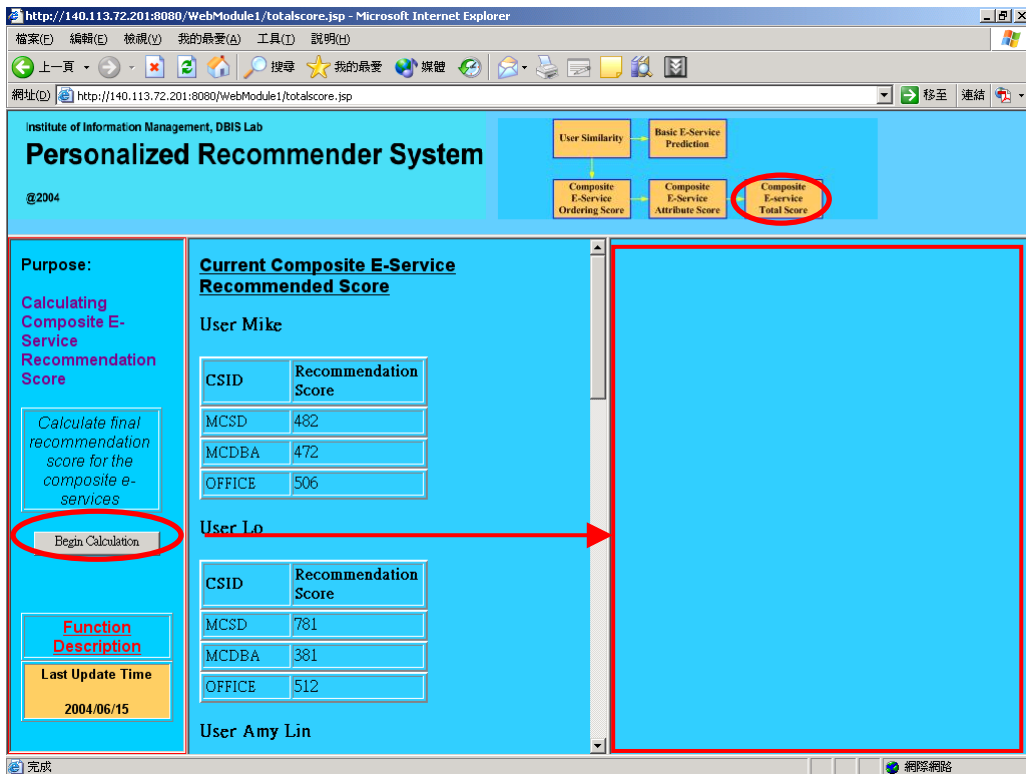 http://140.113.72.201:8080/WebModule1/totalscore.jsp - Microsoft Internet Explorer
檔案(F) 編輯(E) 檢視(V) 我的最愛(A) 工具(T) 說明(H)
上一頁 搜尋 我的最愛 媒體
網址(D) http://140.113.72.201:8080/WebModule1/totalscore.jsp 移至 連結
Institute of Information Management, DBIS Lab
Personalized Recommender System
@2004
User Similarity
Basic E-Service
Prediction
Composite
E-Service
Ordering Score
Composite
E-Service
Attribute Score
Composite
E-service
Total Score
Purpose:
Calculating
Composite E-
Service
Recommendation
Score
Calculate final
recommendation
score for the
composite e-
services
Begin Calculation
Function
Description
Last Update Time
2004/06/15
Current Composite E-Service
Recommended Score
User Mike
CSID Recommendation
Score
MCSD 482
MCDBA 472
OFFICE 506
User Lo
CSID Recommendation
Score
MCSD 781
MCDBA 381
OFFICE 512
User Amy Lin
完成 網際網路